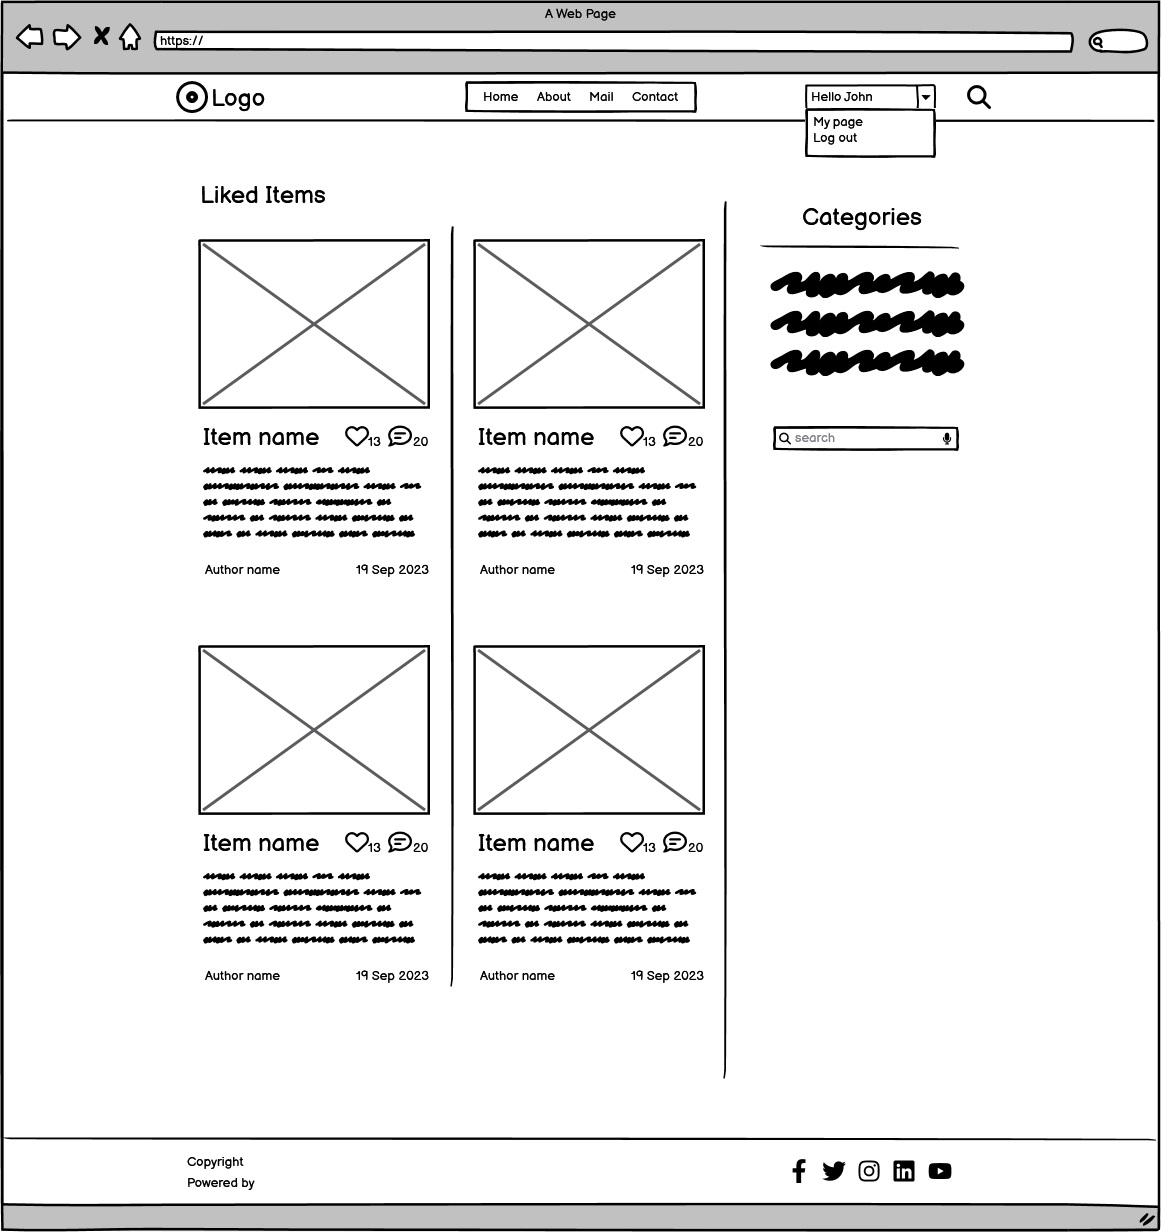 A Web Page
https://
Logo
Home About Mail Contact
Hello John
My page
Log out
Liked Items
Categories
Item name 13 20
Author name 19 Sep 2023
Item name 13 20
Author name 19 Sep 2023
search
Item name 13 20
Author name 19 Sep 2023
Item name 13 20
Author name 19 Sep 2023
Copyright
Powered by